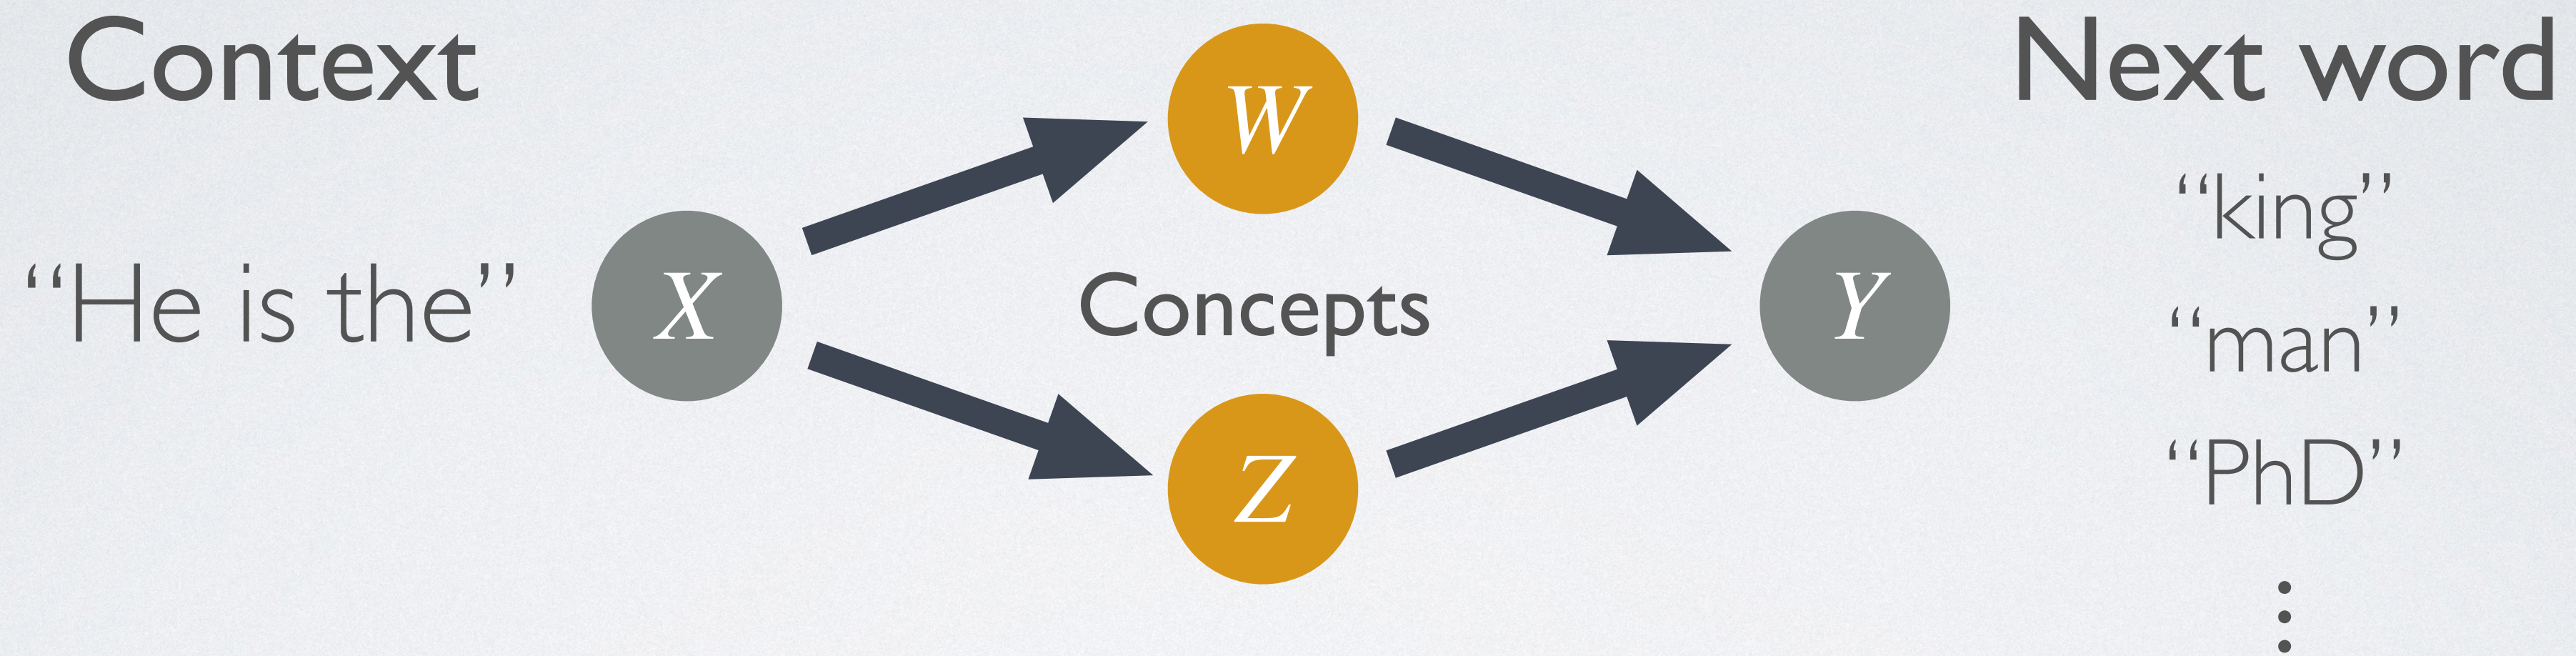 Context
Next word
W
“king”
“He is the”
X
Concepts
Y
“man”
“PhD”
Z